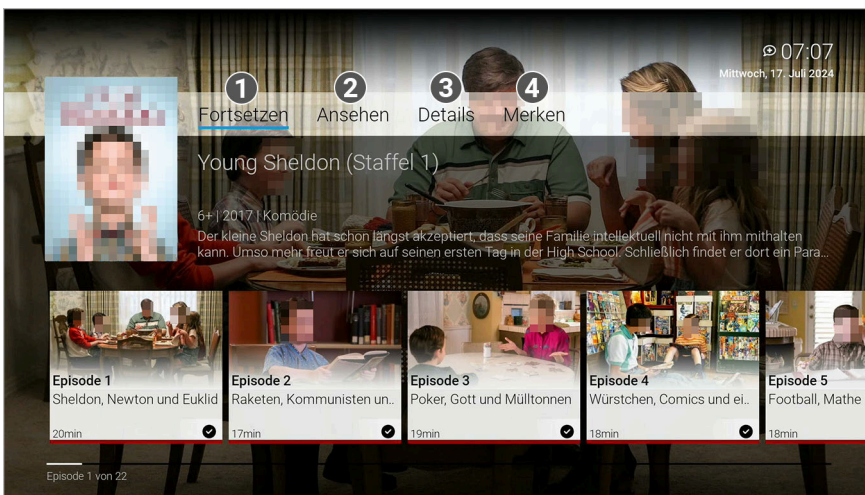 07:07
Mittwoch, 17. Juli 2024
1 2 3 4
Fortsetzen Ansehen Details Merken
Young Sheldon (Staffel 1)
6+ | 2017 | Komödie
Der kleine Sheldon hat schon längst akzeptiert, dass seine Familie intellektuell nicht mit ihm mithalten
kann. Umso mehr freut er sich auf seinen ersten Tag in der High School. Schließlich findet er dort ein Para...
Episode 1 Episode 2 Episode 3 Episode 4 Episode 5
Sheldon, Newton und Euklid Raketen, Kommunisten un.. Poker, Gott und Mülltonnen Würstchen, Comics und ei.. Football, Mathe
20min 17min 19min 18min 18min
Episode 1 von 22